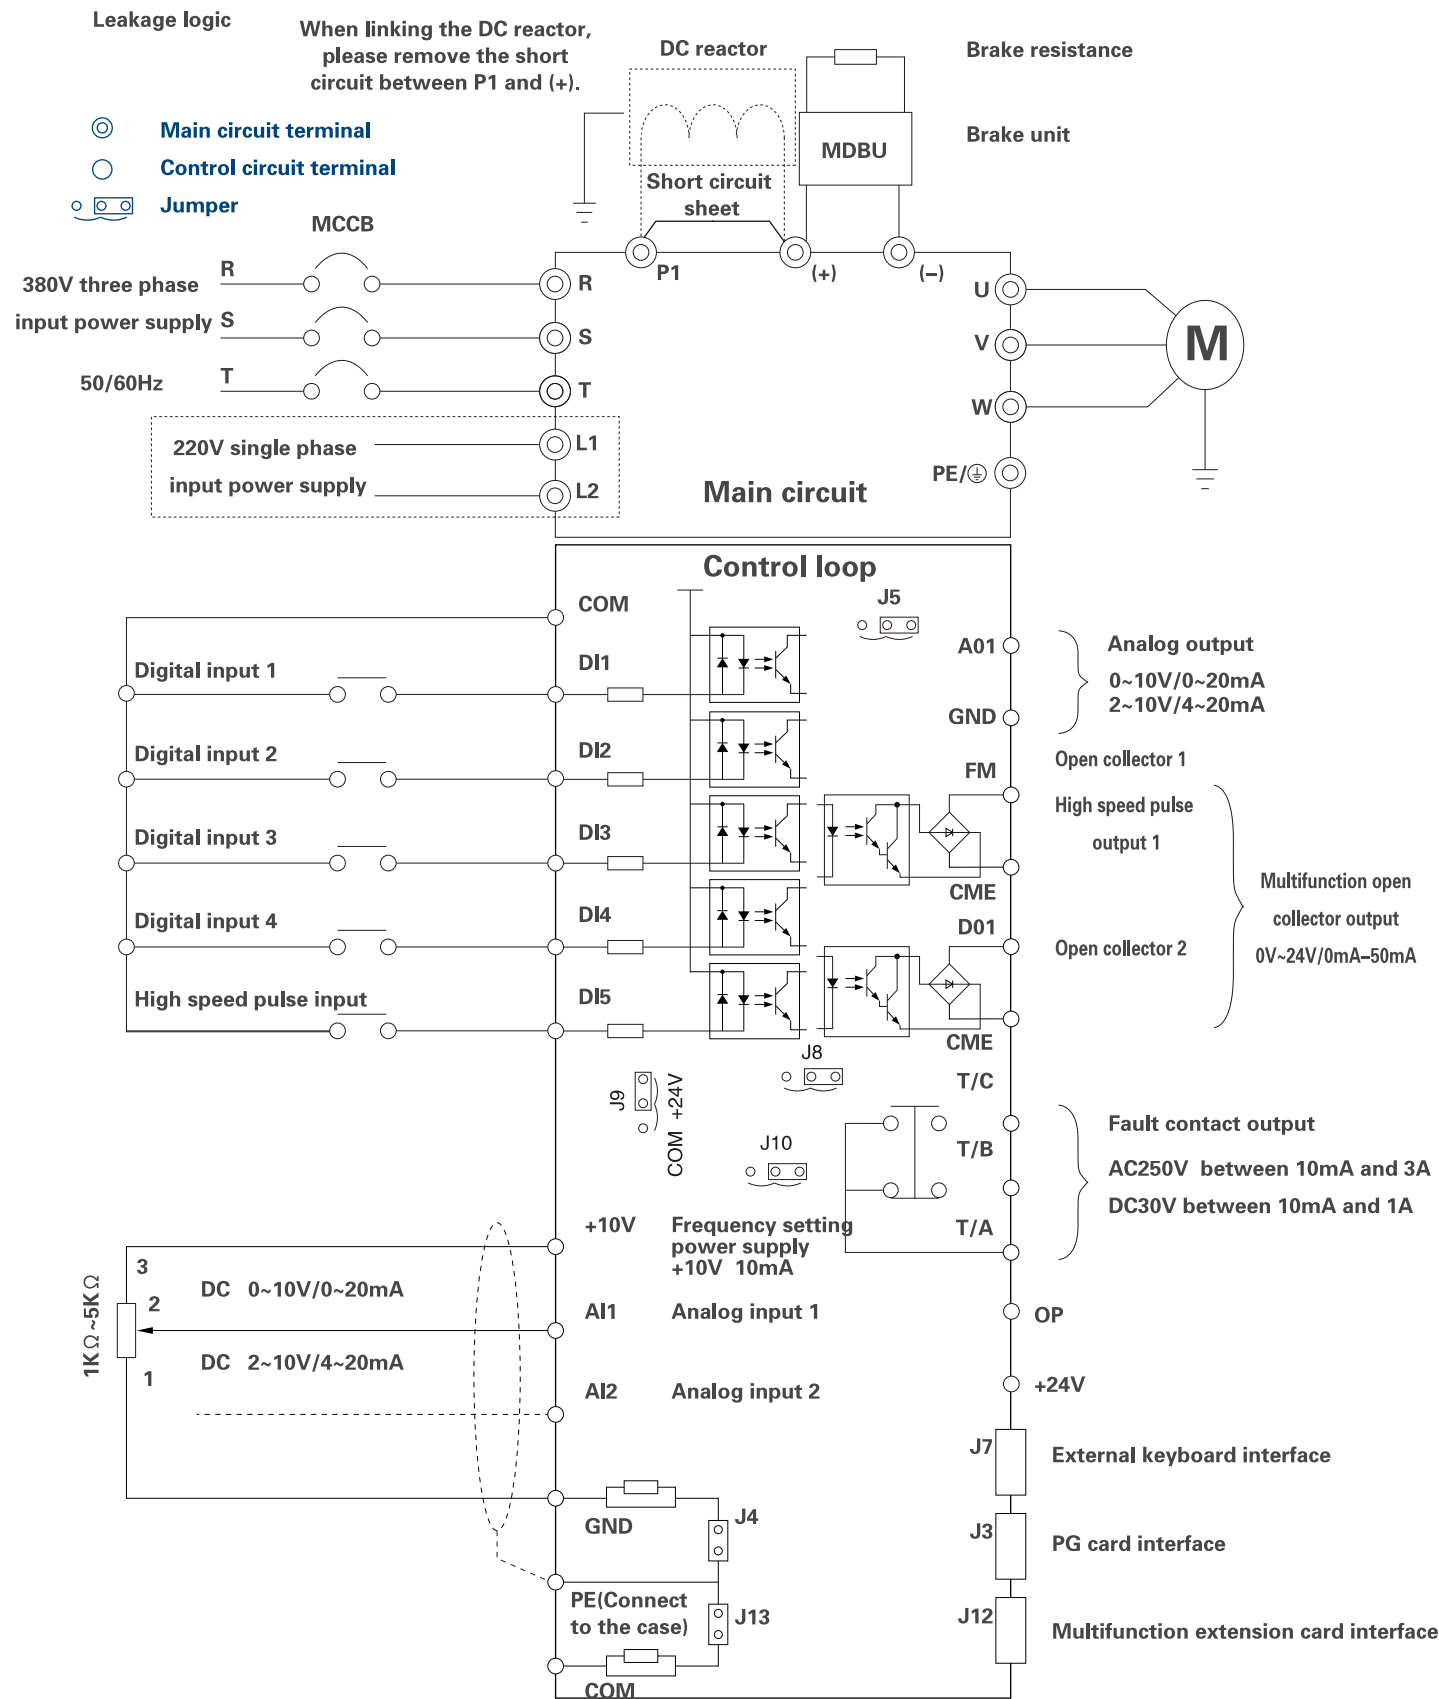 Leakage logic
When linking the DC reactor,
please remove the short
circuit between P1 and (+).
DC reactor
Brake resistance
Main circuit terminal
Control circuit terminal
Jumper
MDBU
Brake unit
Short circuit
sheet
MCCB
P1
(+)
(–)
380V three phase
input power supply
50/60Hz
R
S
T
R
S
T
220V single phase
input power supply
L1
L2
U
V
W
PE/
M
Main circuit
Control loop
COM
J5
Digital input 1
DI1
A01
Analog output
0~10V/0~20mA
2~10V/4~20mA
GND
Digital input 2
DI2
FM
Open collector 1
High speed pulse
output 1
Digital input 3
DI3
CME
Multifunction open
collector output
0V~24V/0mA–50mA
Digital input 4
DI4
D01
Open collector 2
High speed pulse input
DI5
CME
J8
J9
COM +24V
J10
T/C
T/B
T/A
Fault contact output
AC250V between 10mA and 3A
DC30V between 10mA and 1A
+10V
Frequency setting
power supply
+10V 10mA
3
2
1
1KΩ~5KΩ
DC 0~10V/0~20mA
DC 2~10V/4~20mA
AI1
Analog input 1
AI2
Analog input 2
OP
+24V
J7
External keyboard interface
GND
J4
J3
PG card interface
PE(Connect
to the case)
J13
J12
Multifunction extension card interface
COM